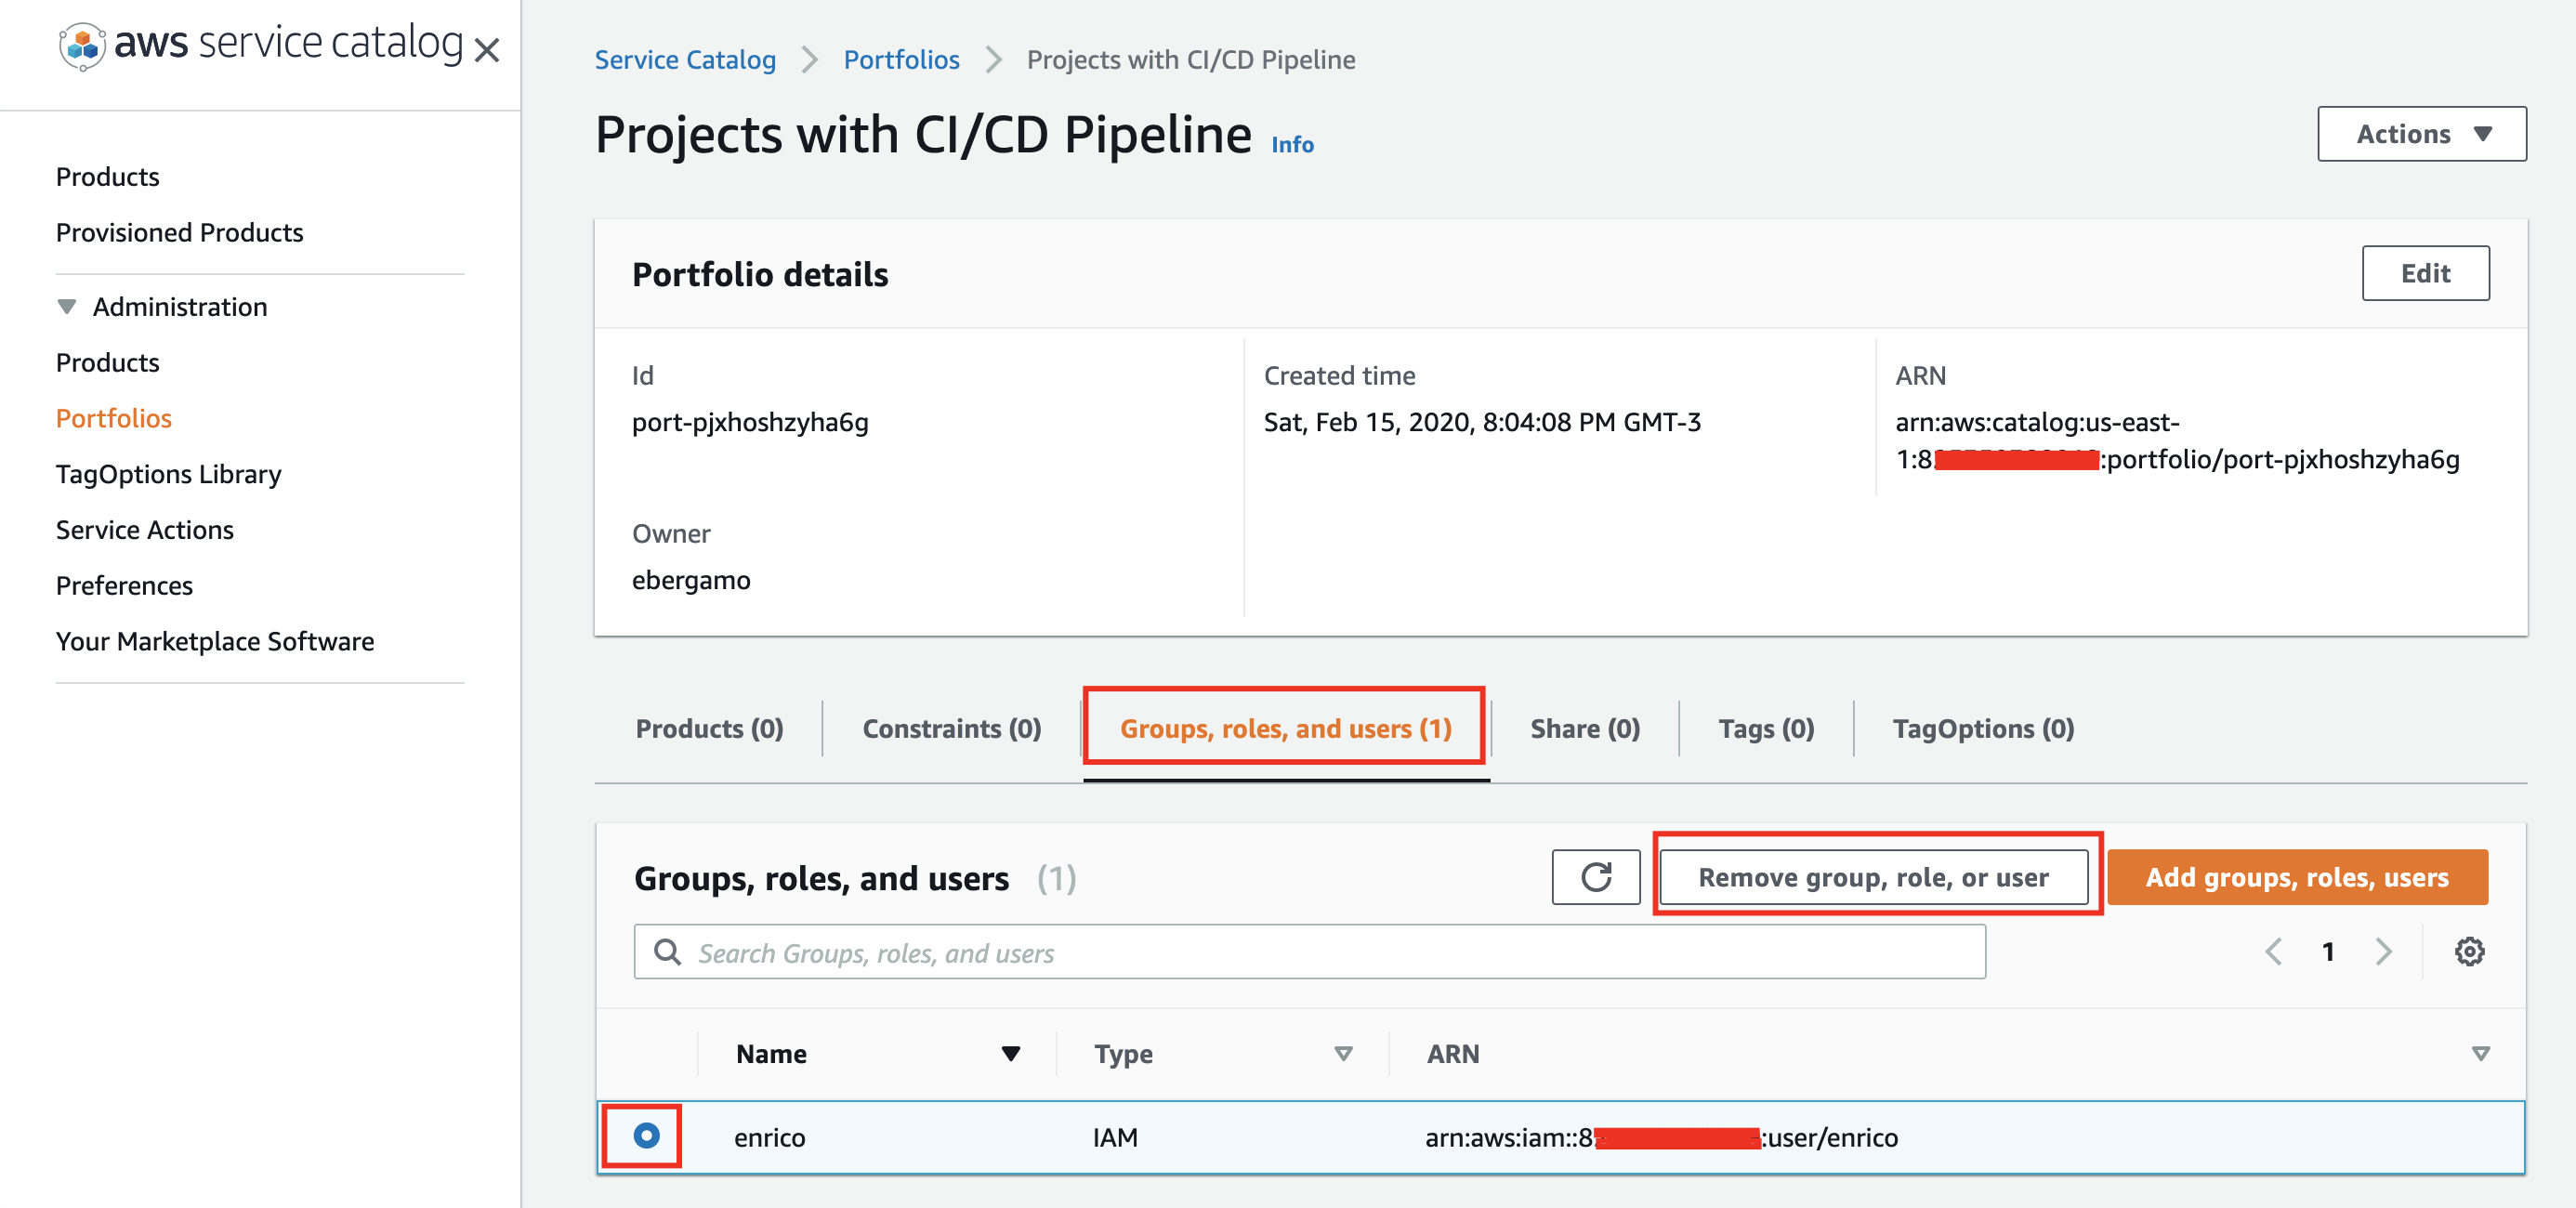 aws service catalog
Products
Provisioned Products
Administration
Products
Portfolios
TagOptions Library
Service Actions
Preferences
Your Marketplace Software
Service Catalog
Portfolios
Projects with CI/CD Pipeline
Projects with CI/CD Pipeline Info
Actions
Portfolio details
Edit
Id
port-pjxhoshzyha6g
Created time
Sat, Feb 15, 2020, 8:04:08 PM GMT-3
ARN
arn:aws:catalog:us-east-
1:8 :portfolio/port-pjxhoshzyha6g
Owner
ebergamo
Products (0)
Constraints (0)
Groups, roles, and users (1)
Share (0)
Tags (0)
TagOptions (0)
Groups, roles, and users (1)
Remove group, role, or user
Add groups, roles, users
Search Groups, roles, and users
1
Name
Type
ARN
enrico
IAM
arn:aws:iam::8 :user/enrico